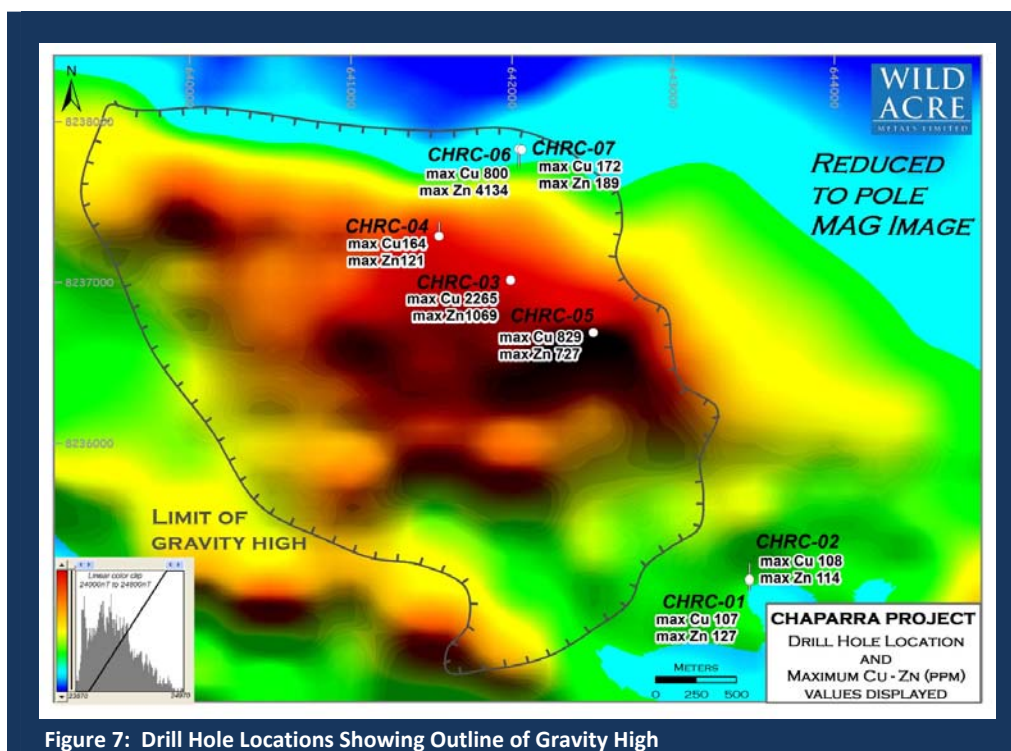 N
640000
641000
642000
643000
644000
WILD
ACRE
METALS LIMITED
8238000
REDUCED
TO POLE
MAG IMAGE
CHRC-06
max Cu 800
max Zn 4134
CHRC-07
max Cu 172
max Zn 189
CHRC-04
max Cu164
max Zn121
8237000
CHRC-03
max Cu 2265
max Zn1069
CHRC-05
max Cu 829
max Zn 727
8236000
LIMIT OF
GRAVITY HIGH
CHRC-02
max Cu 108
max Zn 114
CHRC-01
max Cu 107
max Zn 127
Linear color clip
24000nT to 24800nT
METERS
0 250 500
CHAPARRA PROJECT
DRILL HOLE LOCATION
AND
MAXIMUM CU - ZN (PPM)
VALUES DISPLAYED
Figure 7: Drill Hole Locations Showing Outline of Gravity High